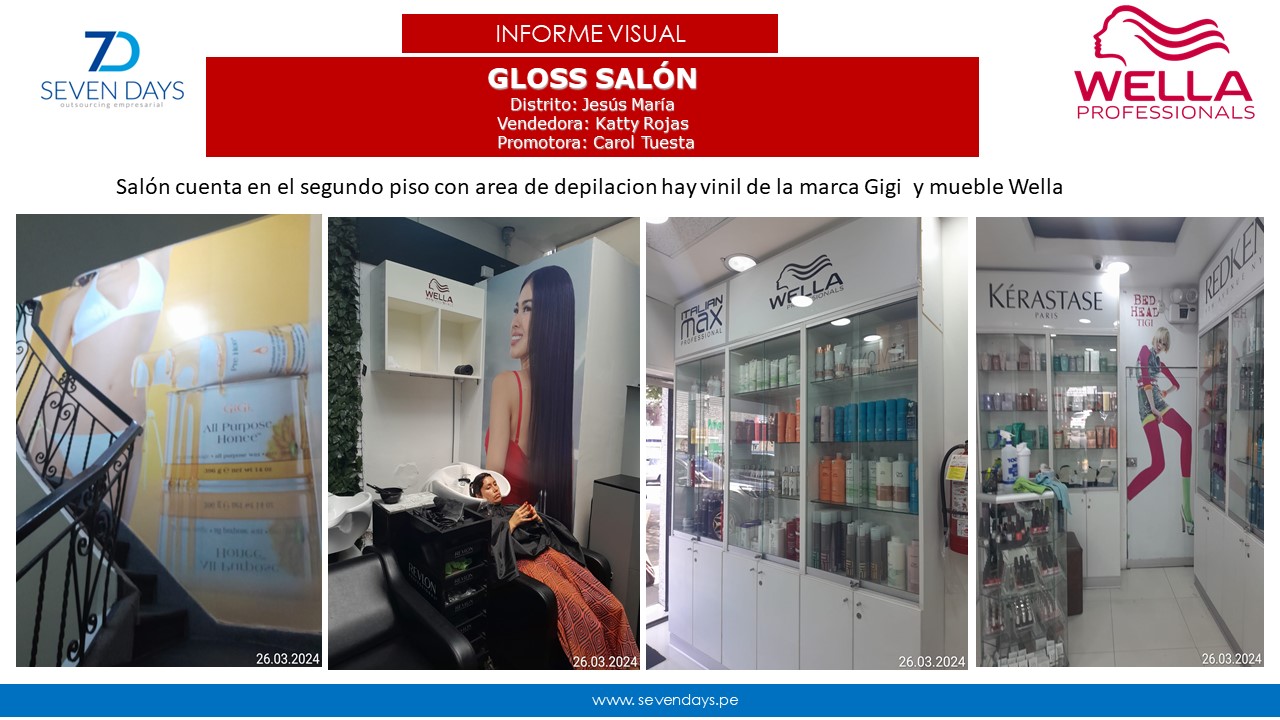 7D
SEVEN DAYS
outsourcing empresarial
INFORME VISUAL
WELLA
PROFESSIONALS
GLOSS SALÓN
Distrito: Jesús María
Vendedora: Katty Rojas
Promotora: Carol Tuesta
Salón cuenta en el segundo piso con area de depilacion hay vinil de la marca Gigi y mueble Wella
GiGi
All Purpose
Honee
26.03.2024
WELLA
REVLON
26.03.2024
ITALIAN
max
PROFESSIONAL
WELLA
PROFESSIONALS
26.03.2024
KÉRASTASE
PARIS
BED
HEAD
TIGI
REDKEN
26.03.2024
www.sevendays.pe